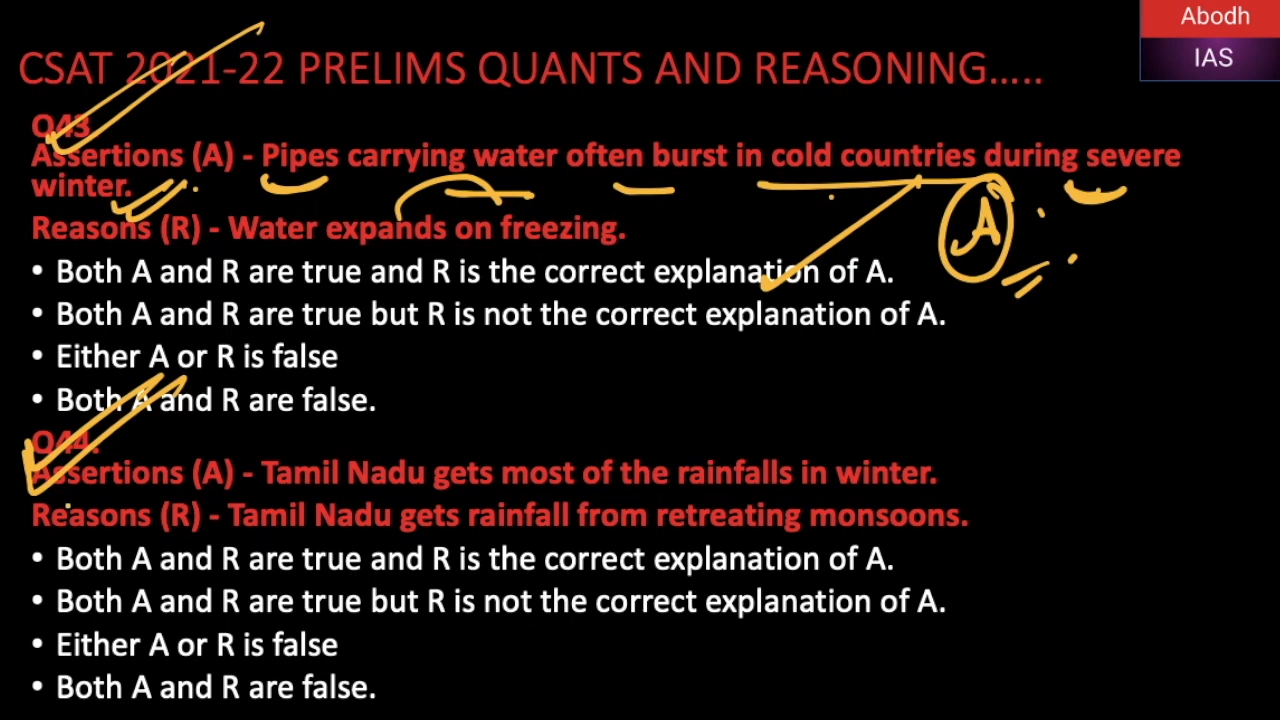 Abodh
IAS
CSAT 2021-22 PRELIMS QUANTS AND REASONING.....
Q43
Assertions (A) - Pipes carrying water often burst in cold countries during severe
winter.
Reasons (R) - Water expands on freezing.
A
• Both A and R are true and R is the correct explanation of A.
• Both A and R are true but R is not the correct explanation of A.
• Either A or R is false
• Both A and R are false.
Q44.
Assertions (A) - Tamil Nadu gets most of the rainfalls in winter.
Reasons (R) - Tamil Nadu gets rainfall from retreating monsoons.
• Both A and R are true and R is the correct explanation of A.
• Both A and R are true but R is not the correct explanation of A.
• Either A or R is false
• Both A and R are false.